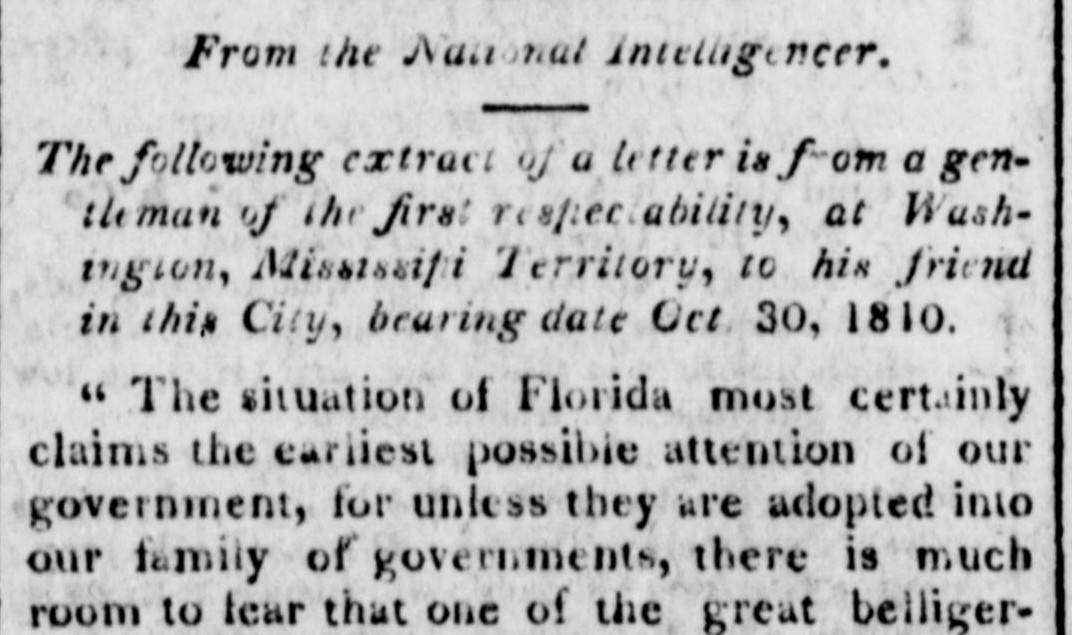 From the National Intelligencer.
The following extract of a letter is from a gen-
tleman of the first respectability, at Wash-
ington, Mississipi Territory, to his friend
in this City, bearing date Oct. 30, 1810.
“ The situation of Florida most certainly
claims the earliest possible attention of our
government, for unless they are adopted into
our family of governments, there is much
room to fear that one of the great belliger-